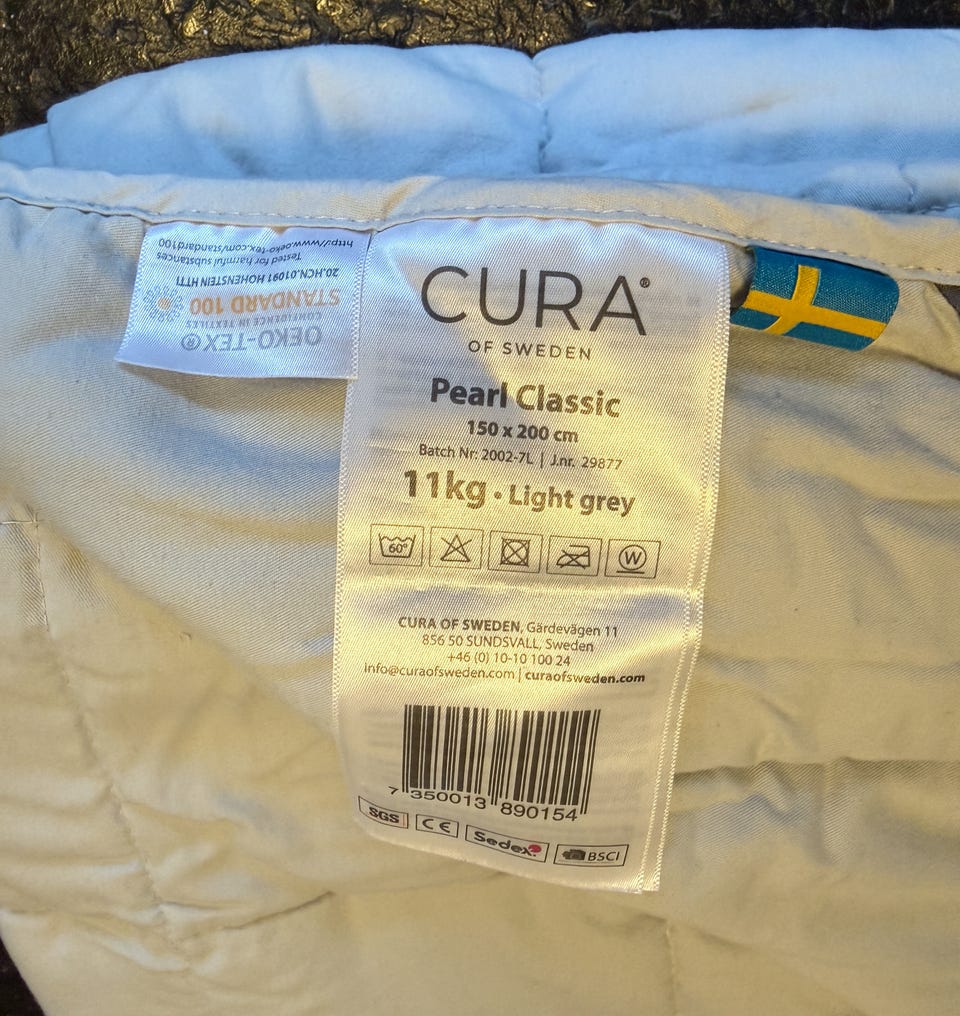 CURA®
OF SWEDEN
Pearl Classic
150 x 200 cm
Batch Nr: 2002-7L | J.nr. 29877
11kg · Light grey
60°
W
CURA OF SWEDEN, Gärdevägen 11
856 50 SUNDSVALL, Sweden
+46 (0) 10-10 100 24
info@curaofsweden.com | curaofsweden.com
7 350013 890154
SGS
CE
Sedex
BSCI
OEKO-TEX®
CONFIDENCE IN TEXTILES
STANDARD 100
20.HCN.01091 HOHENSTEIN HTTI
Tested for harmful substances
http://www.oeko-tex.com/standard100